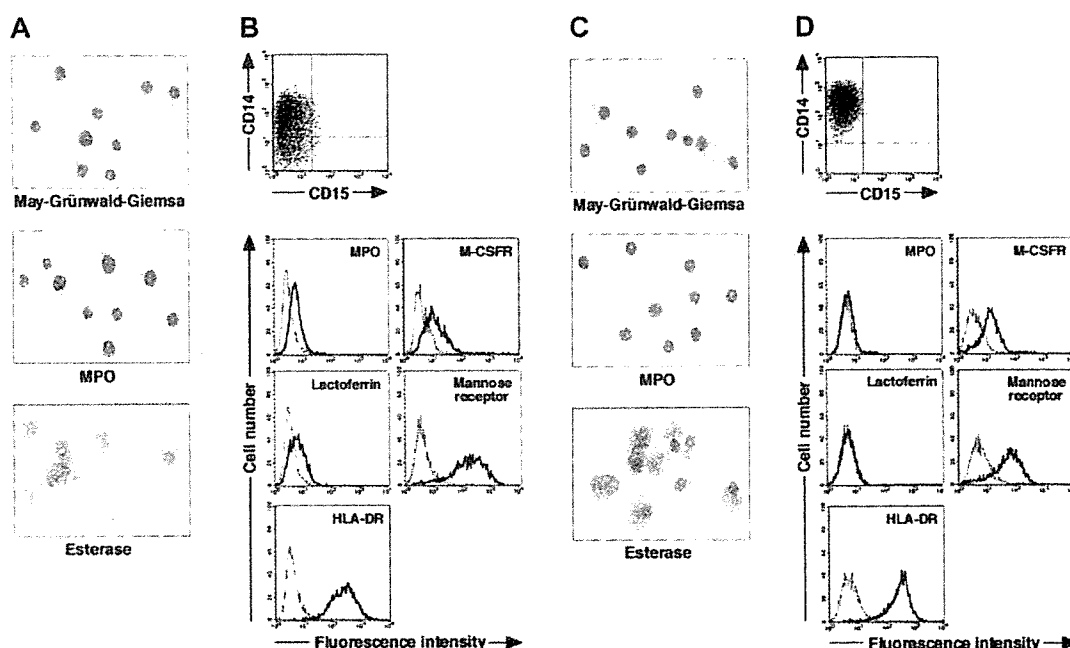 A
May-Grünwald-Giemsa
MPO
Esterase
B
CD14
CD15
MPO
M-CSFR
Lactoferrin
Mannose
receptor
HLA-DR
Cell number
Fluorescence intensity
C
May-Grünwald-Giemsa
MPO
Esterase
D
CD14
CD15
MPO
M-CSFR
Lactoferrin
Mannose
receptor
HLA-DR
Cell number
Fluorescence intensity